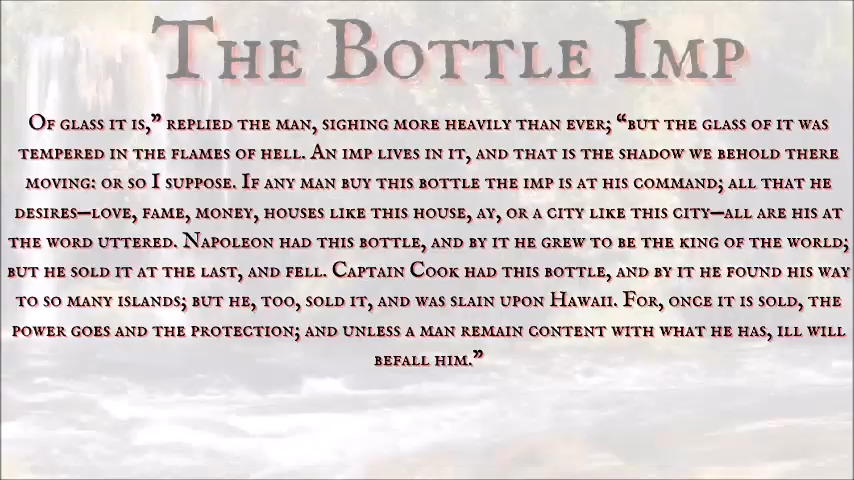 The Bottle Imp
Of glass it is,” replied the man, sighing more heavily than ever; “but the glass of it was
tempered in the flames of hell. An imp lives in it, and that is the shadow we behold there
moving: or so I suppose. If any man buy this bottle the imp is at his command; all that he
desires—love, fame, money, houses like this house, ay, or a city like this city—all are his at
the word uttered. Napoleon had this bottle, and by it he grew to be the king of the world;
but he sold it at the last, and fell. Captain Cook had this bottle, and by it he found his way
to so many islands; but he, too, sold it, and was slain upon Hawaii. For, once it is sold, the
power goes and the protection; and unless a man remain content with what he has, ill will
befall him.”